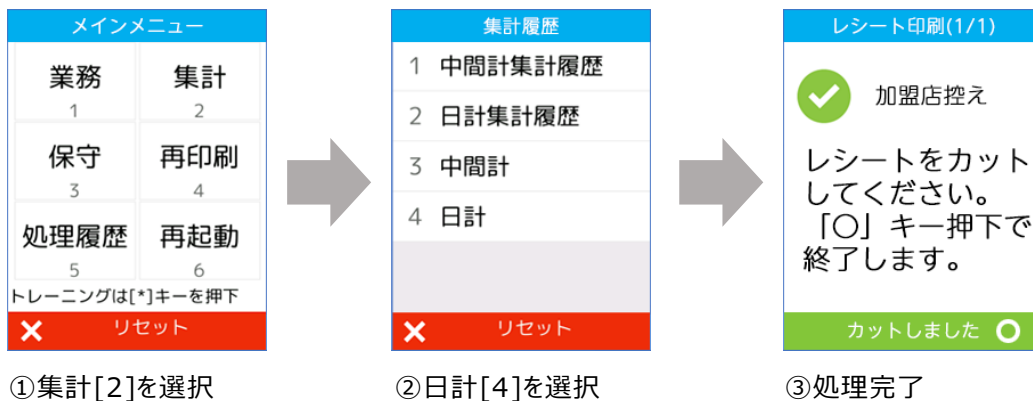 メインメニュー
業務 集計
1 2
保守 再印刷
3 4
処理履歴 再起動
5 6
トレーニングは[*]キーを押下
× リセット
①集計[2]を選択
集計履歴
1 中間計集計履歴
2 日計集計履歴
3 中間計
4 日計
× リセット
②日計[4]を選択
レシート印刷(1/1)
加盟店控え
レシートをカット
してください。
「○」キー押下で
終了します。
カットしました ○
③処理完了